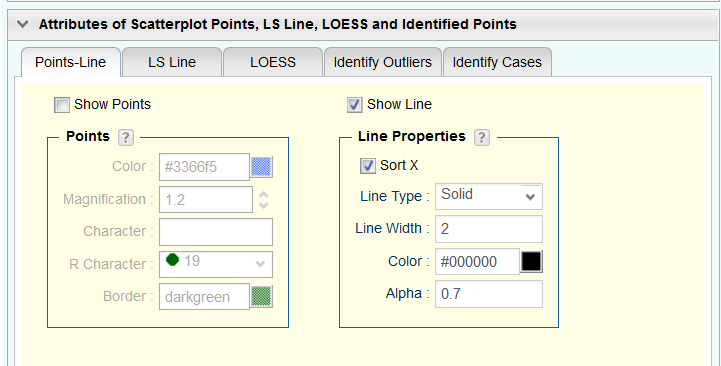 Attributes of Scatterplot Points, LS Line, LOESS and Identified Points
Points-Line LS Line LOESS Identify Outliers Identify Cases
Show Points Show Line
Points ?
Color : #3366f5
Magnification : 1.2
Character :
R Character : 19
Border : darkgreen
Line Properties ?
Sort X
Line Type : Solid
Line Width : 2
Color : #000000
Alpha : 0.7